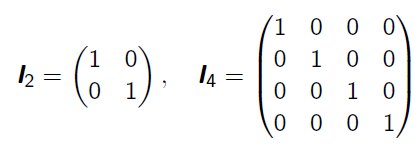 I₂ = ( 1 0 ; 0 1 ) , I₄ = ( 1 0 0 0 ; 0 1 0 0 ; 0 0 1 0 ; 0 0 0 1 )